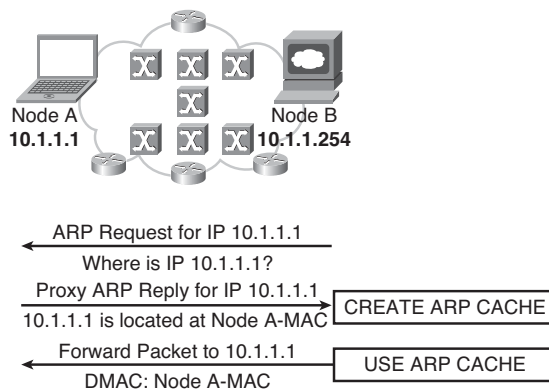 Node A
10.1.1.1
Node B
10.1.1.254
ARP Request for IP 10.1.1.1
Where is IP 10.1.1.1?
Proxy ARP Reply for IP 10.1.1.1
10.1.1.1 is located at Node A-MAC
CREATE ARP CACHE
Forward Packet to 10.1.1.1
DMAC: Node A-MAC
USE ARP CACHE